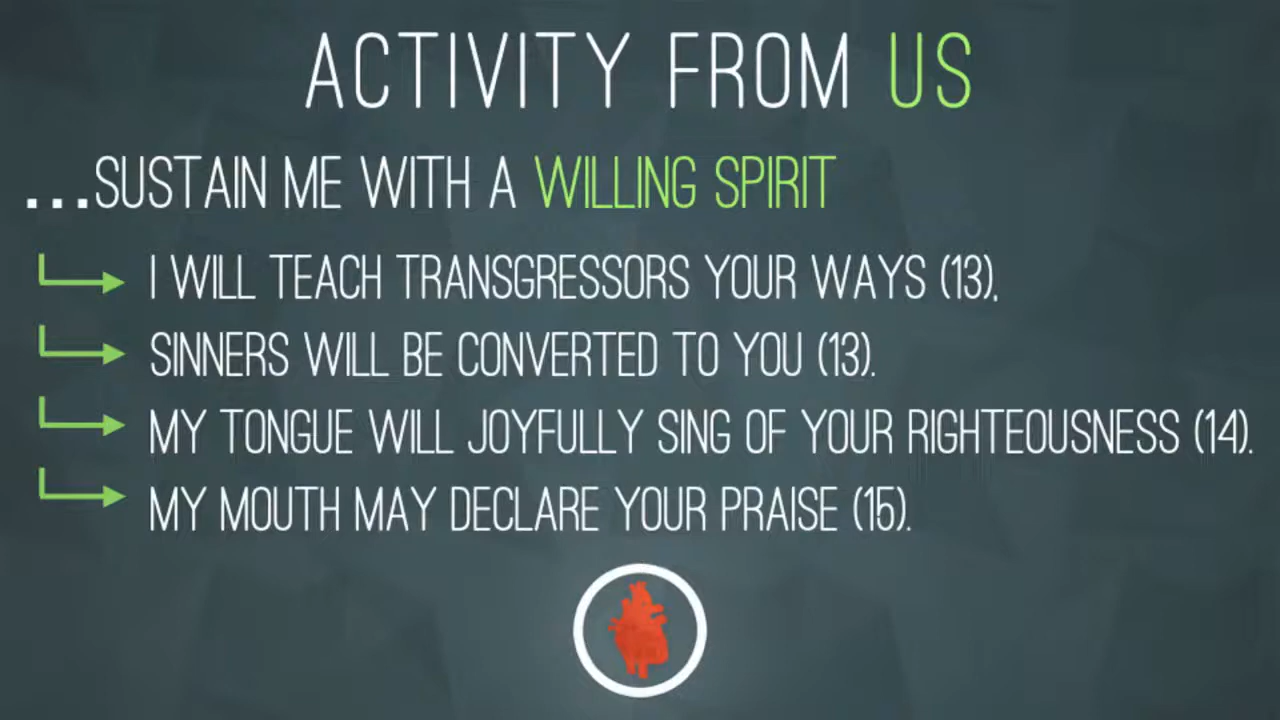 ACTIVITY FROM US
...SUSTAIN ME WITH A WILLING SPIRIT
I WILL TEACH TRANSGRESSORS YOUR WAYS (13),
SINNERS WILL BE CONVERTED TO YOU (13).
MY TONGUE WILL JOYFULLY SING OF YOUR RIGHTEOUSNESS (14).
MY MOUTH MAY DECLARE YOUR PRAISE (15).